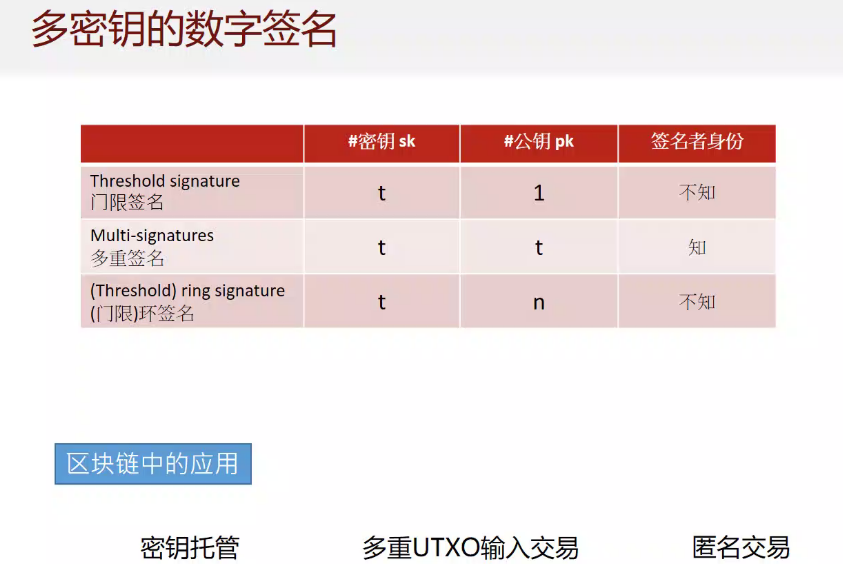 多密钥的数字签名
#密钥 sk #公钥 pk 签名者身份
Threshold signature
门限签名
t 1 不知
Multi-signatures
多重签名
t t 知
(Threshold) ring signature
(门限)环签名
t n 不知
区块链中的应用
密钥托管 多重UTXO输入交易 匿名交易